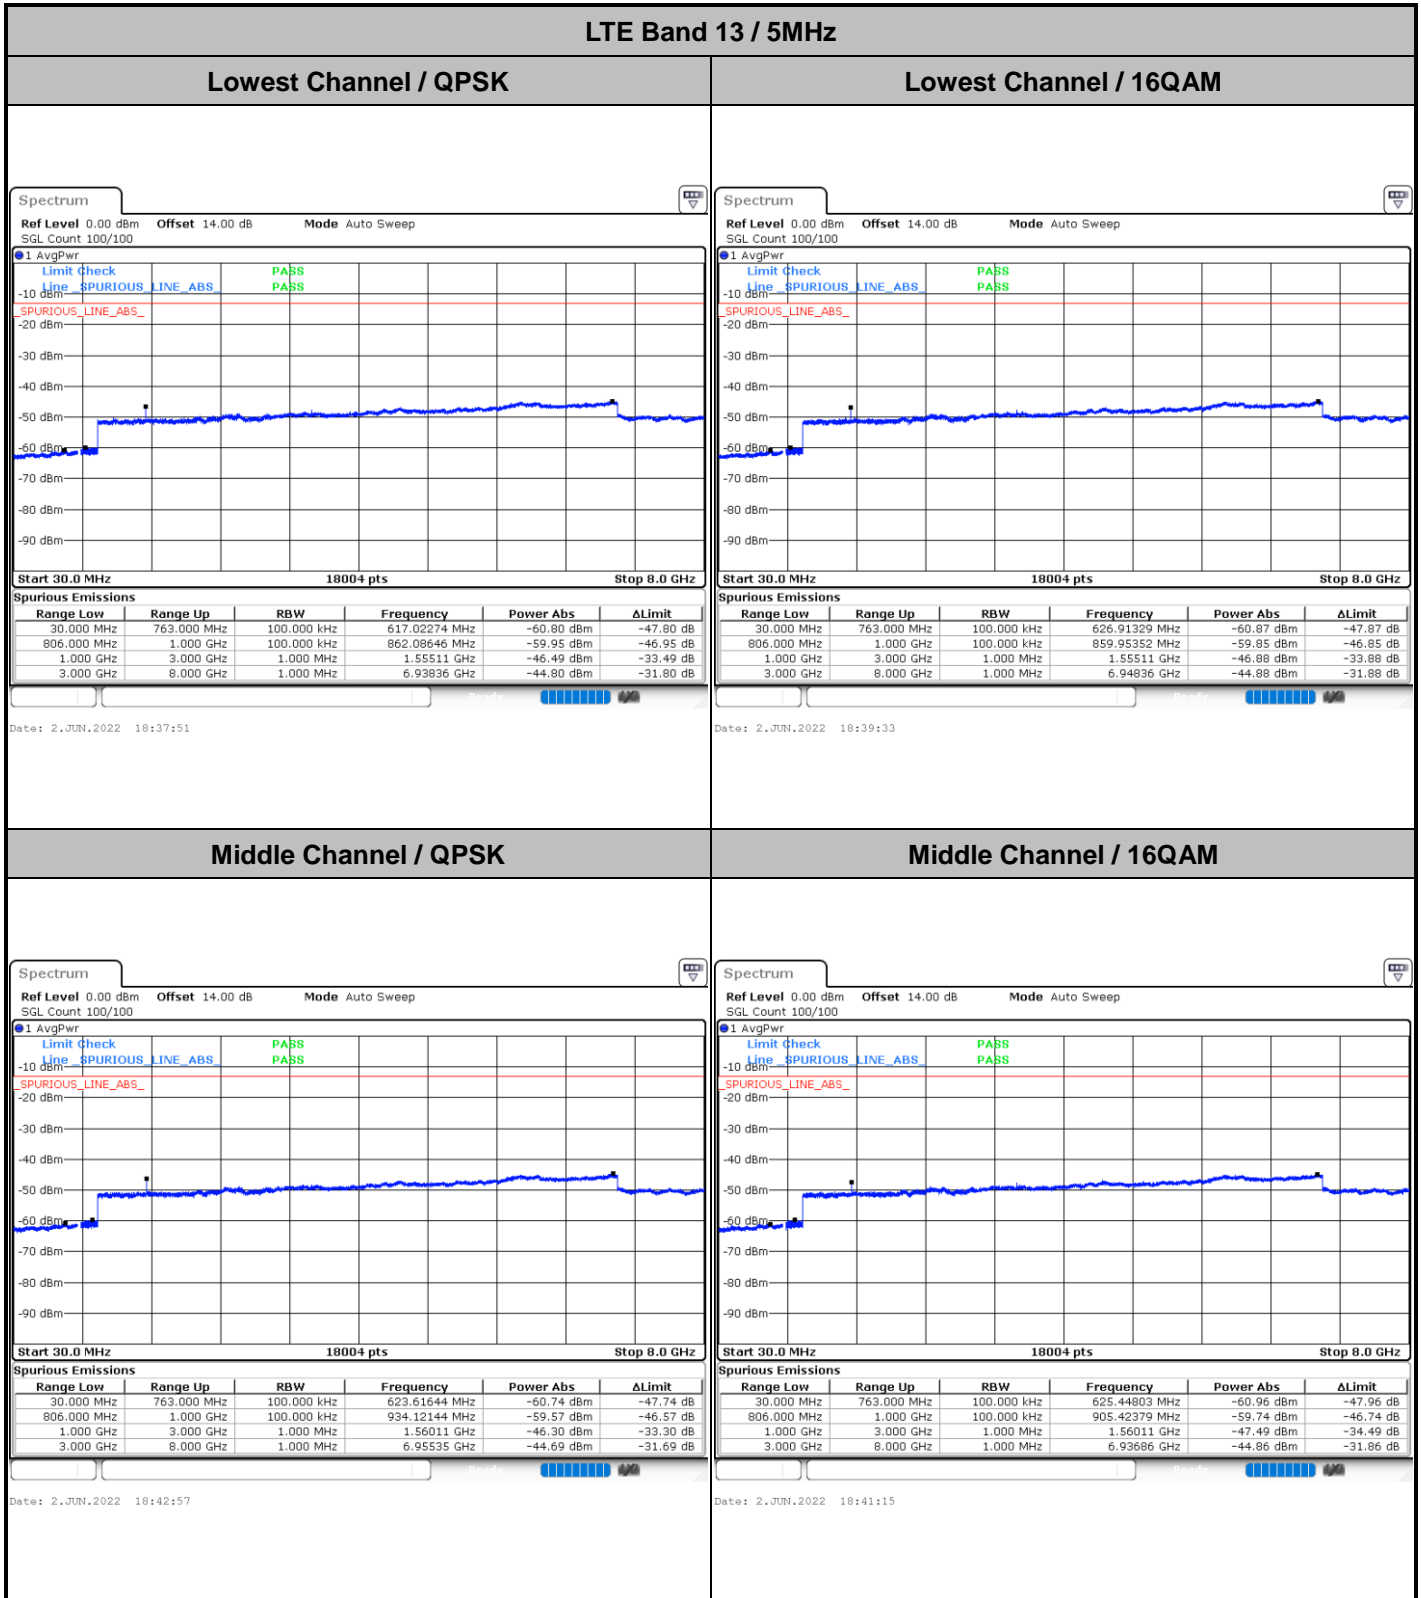 LTE Band 13 / 5MHz
Lowest Channel / QPSK
Lowest Channel / 16QAM
Spectrum
Ref Level 0.00 dBm Offset 14.00 dB Mode Auto Sweep
SGL Count 100/100
1 AvgPwr
Limit Check PASS
Line _SPURIOUS_LINE_ABS_ PASS
-10 dBm
_SPURIOUS_LINE_ABS_
-20 dBm
-30 dBm
-40 dBm
-50 dBm
-60 dBm
-70 dBm
-80 dBm
-90 dBm
Start 30.0 MHz 18004 pts Stop 8.0 GHz
Spurious Emissions
Range Low Range Up RBW Frequency Power Abs ΔLimit
30.000 MHz 763.000 MHz 100.000 kHz 617.02274 MHz -60.80 dBm -47.80 dB
806.000 MHz 1.000 GHz 100.000 kHz 862.08646 MHz -59.95 dBm -46.95 dB
1.000 GHz 3.000 GHz 1.000 MHz 1.55511 GHz -46.49 dBm -33.49 dB
3.000 GHz 8.000 GHz 1.000 MHz 6.93836 GHz -44.80 dBm -31.80 dB
Ready
Date: 2.JUN.2022 18:37:51
Spectrum
Ref Level 0.00 dBm Offset 14.00 dB Mode Auto Sweep
SGL Count 100/100
1 AvgPwr
Limit Check PASS
Line _SPURIOUS_LINE_ABS_ PASS
-10 dBm
_SPURIOUS_LINE_ABS_
-20 dBm
-30 dBm
-40 dBm
-50 dBm
-60 dBm
-70 dBm
-80 dBm
-90 dBm
Start 30.0 MHz 18004 pts Stop 8.0 GHz
Spurious Emissions
Range Low Range Up RBW Frequency Power Abs ΔLimit
30.000 MHz 763.000 MHz 100.000 kHz 626.91329 MHz -60.87 dBm -47.87 dB
806.000 MHz 1.000 GHz 100.000 kHz 859.95352 MHz -59.85 dBm -46.85 dB
1.000 GHz 3.000 GHz 1.000 MHz 1.55511 GHz -46.88 dBm -33.88 dB
3.000 GHz 8.000 GHz 1.000 MHz 6.94836 GHz -44.88 dBm -31.88 dB
Ready
Date: 2.JUN.2022 18:39:33
Middle Channel / QPSK
Middle Channel / 16QAM
Spectrum
Ref Level 0.00 dBm Offset 14.00 dB Mode Auto Sweep
SGL Count 100/100
1 AvgPwr
Limit Check PASS
Line _SPURIOUS_LINE_ABS_ PASS
-10 dBm
_SPURIOUS_LINE_ABS_
-20 dBm
-30 dBm
-40 dBm
-50 dBm
-60 dBm
-70 dBm
-80 dBm
-90 dBm
Start 30.0 MHz 18004 pts Stop 8.0 GHz
Spurious Emissions
Range Low Range Up RBW Frequency Power Abs ΔLimit
30.000 MHz 763.000 MHz 100.000 kHz 623.61644 MHz -60.74 dBm -47.74 dB
806.000 MHz 1.000 GHz 100.000 kHz 934.12144 MHz -59.57 dBm -46.57 dB
1.000 GHz 3.000 GHz 1.000 MHz 1.56011 GHz -46.30 dBm -33.30 dB
3.000 GHz 8.000 GHz 1.000 MHz 6.95535 GHz -44.69 dBm -31.69 dB
Ready
Date: 2.JUN.2022 18:42:57
Spectrum
Ref Level 0.00 dBm Offset 14.00 dB Mode Auto Sweep
SGL Count 100/100
1 AvgPwr
Limit Check PASS
Line _SPURIOUS_LINE_ABS_ PASS
-10 dBm
_SPURIOUS_LINE_ABS_
-20 dBm
-30 dBm
-40 dBm
-50 dBm
-60 dBm
-70 dBm
-80 dBm
-90 dBm
Start 30.0 MHz 18004 pts Stop 8.0 GHz
Spurious Emissions
Range Low Range Up RBW Frequency Power Abs ΔLimit
30.000 MHz 763.000 MHz 100.000 kHz 625.44803 MHz -60.96 dBm -47.96 dB
806.000 MHz 1.000 GHz 100.000 kHz 905.42379 MHz -59.74 dBm -46.74 dB
1.000 GHz 3.000 GHz 1.000 MHz 1.56011 GHz -47.49 dBm -34.49 dB
3.000 GHz 8.000 GHz 1.000 MHz 6.93686 GHz -44.86 dBm -31.86 dB
Ready
Date: 2.JUN.2022 18:41:15